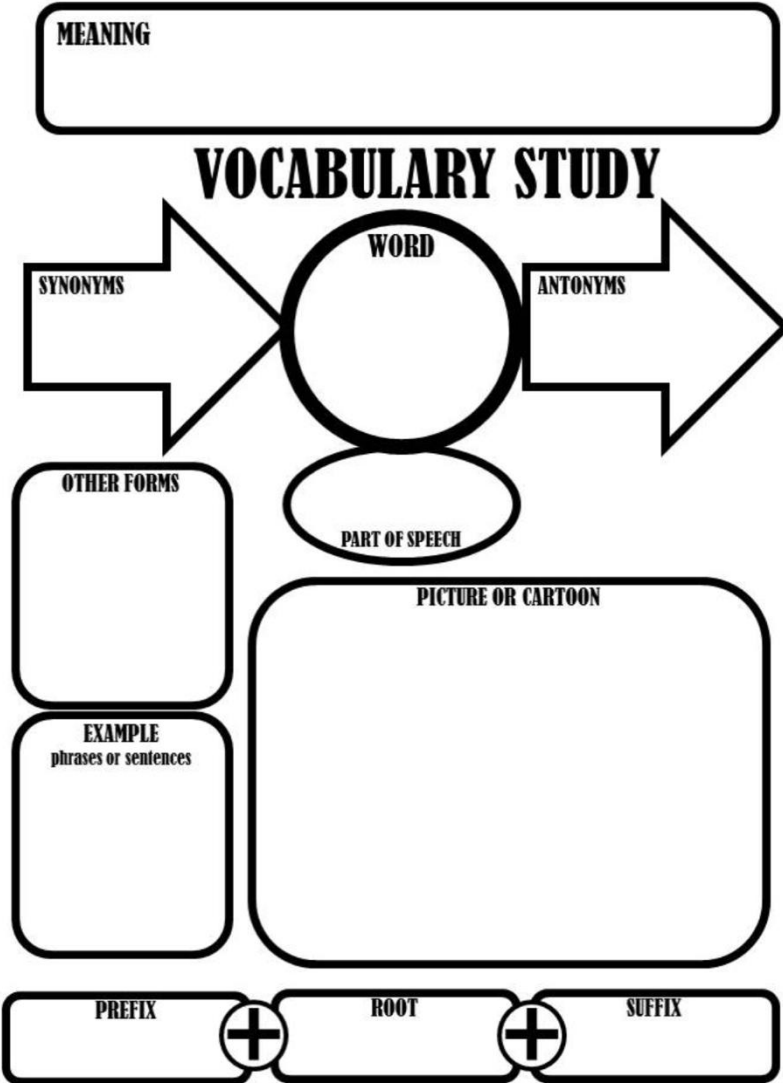 MEANING
VOCABULARY STUDY
WORD
SYNONYMS
ANTONYMS
OTHER FORMS
PART OF SPEECH
PICTURE OR CARTOON
EXAMPLE
phrases or sentences
PREFIX
ROOT
SUFFIX